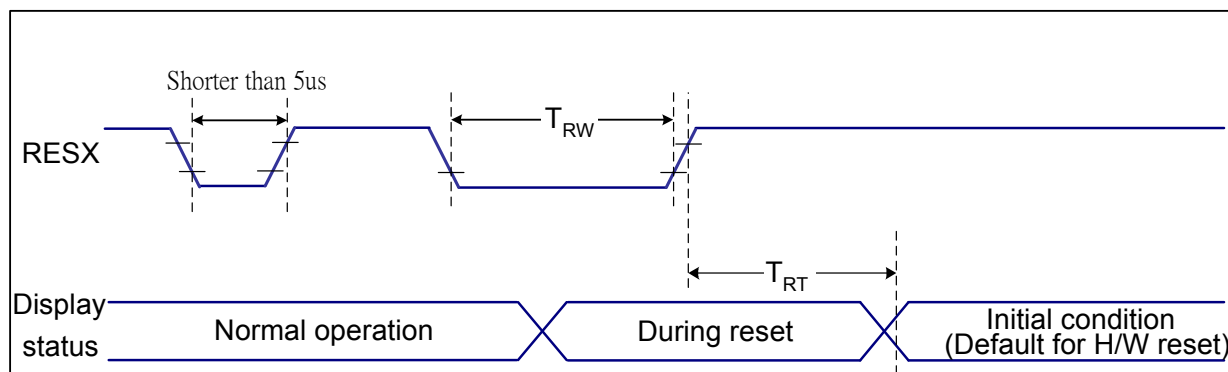 Shorter than 5us
RESX
TRW
TRT
Display
status
Normal operation
During reset
Initial condition
(Default for H/W reset)